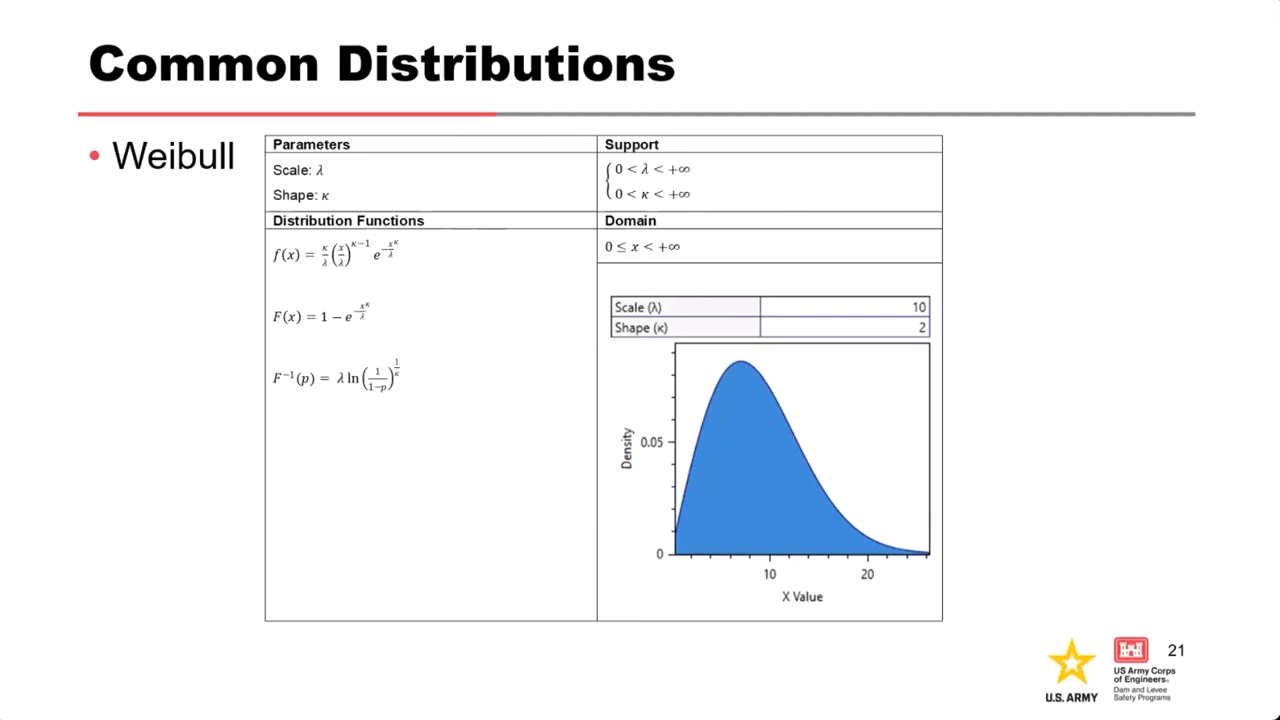 Common Distributions
• Weibull
Parameters
Support
Scale: λ
Shape: κ
0 < λ < +∞
0 < κ < +∞
Distribution Functions
Domain
f(x) = κ/λ (x/λ)^(κ−1) e^(−x^κ/λ)
0 ≤ x < +∞
F(x) = 1 − e^(−x^κ/λ)
F⁻¹(p) = λ ln(1/(1−p))^(1/κ)
Scale (λ) 10
Shape (κ) 2
Density
0.05
0
10 20
X Value
21
U.S. ARMY
US Army Corps
of Engineers®
Dam and Levee
Safety Programs